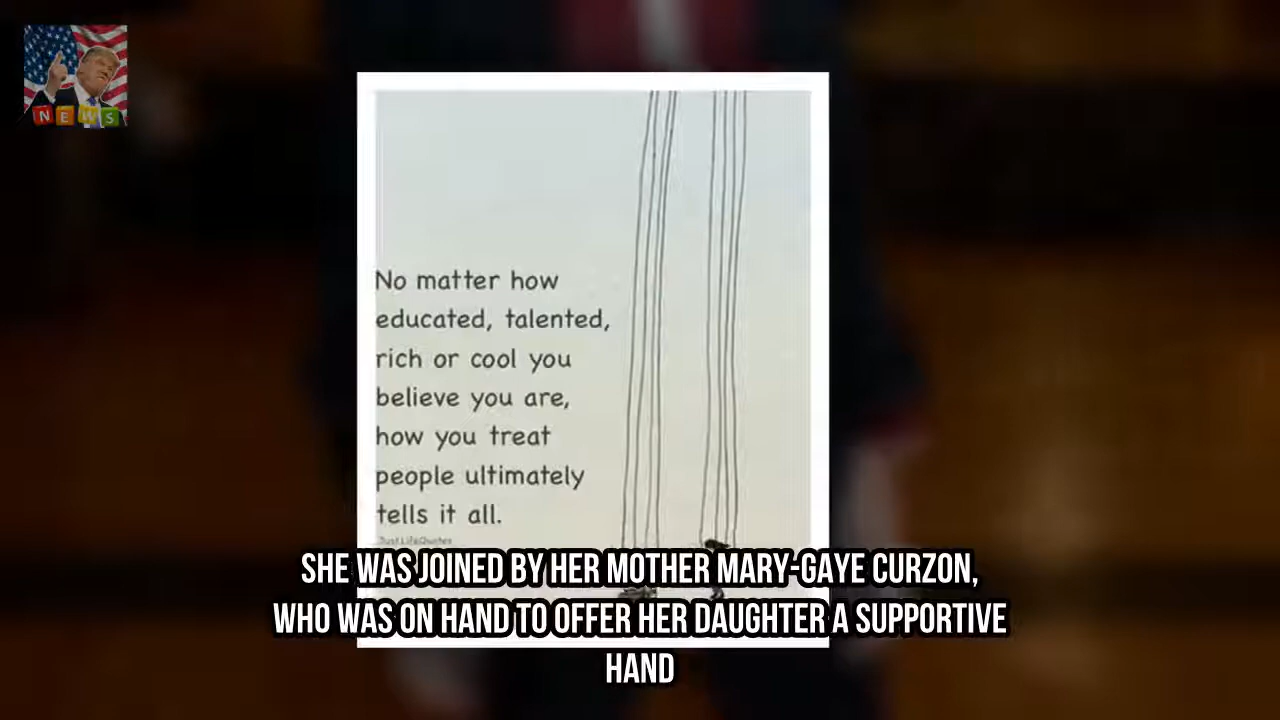 NEWS
No matter how
educated, talented,
rich or cool you
believe you are,
how you treat
people ultimately
tells it all.
JustLifeQuotes
SHE WAS JOINED BY HER MOTHER MARY-GAYE CURZON,
WHO WAS ON HAND TO OFFER HER DAUGHTER A SUPPORTIVE
HAND